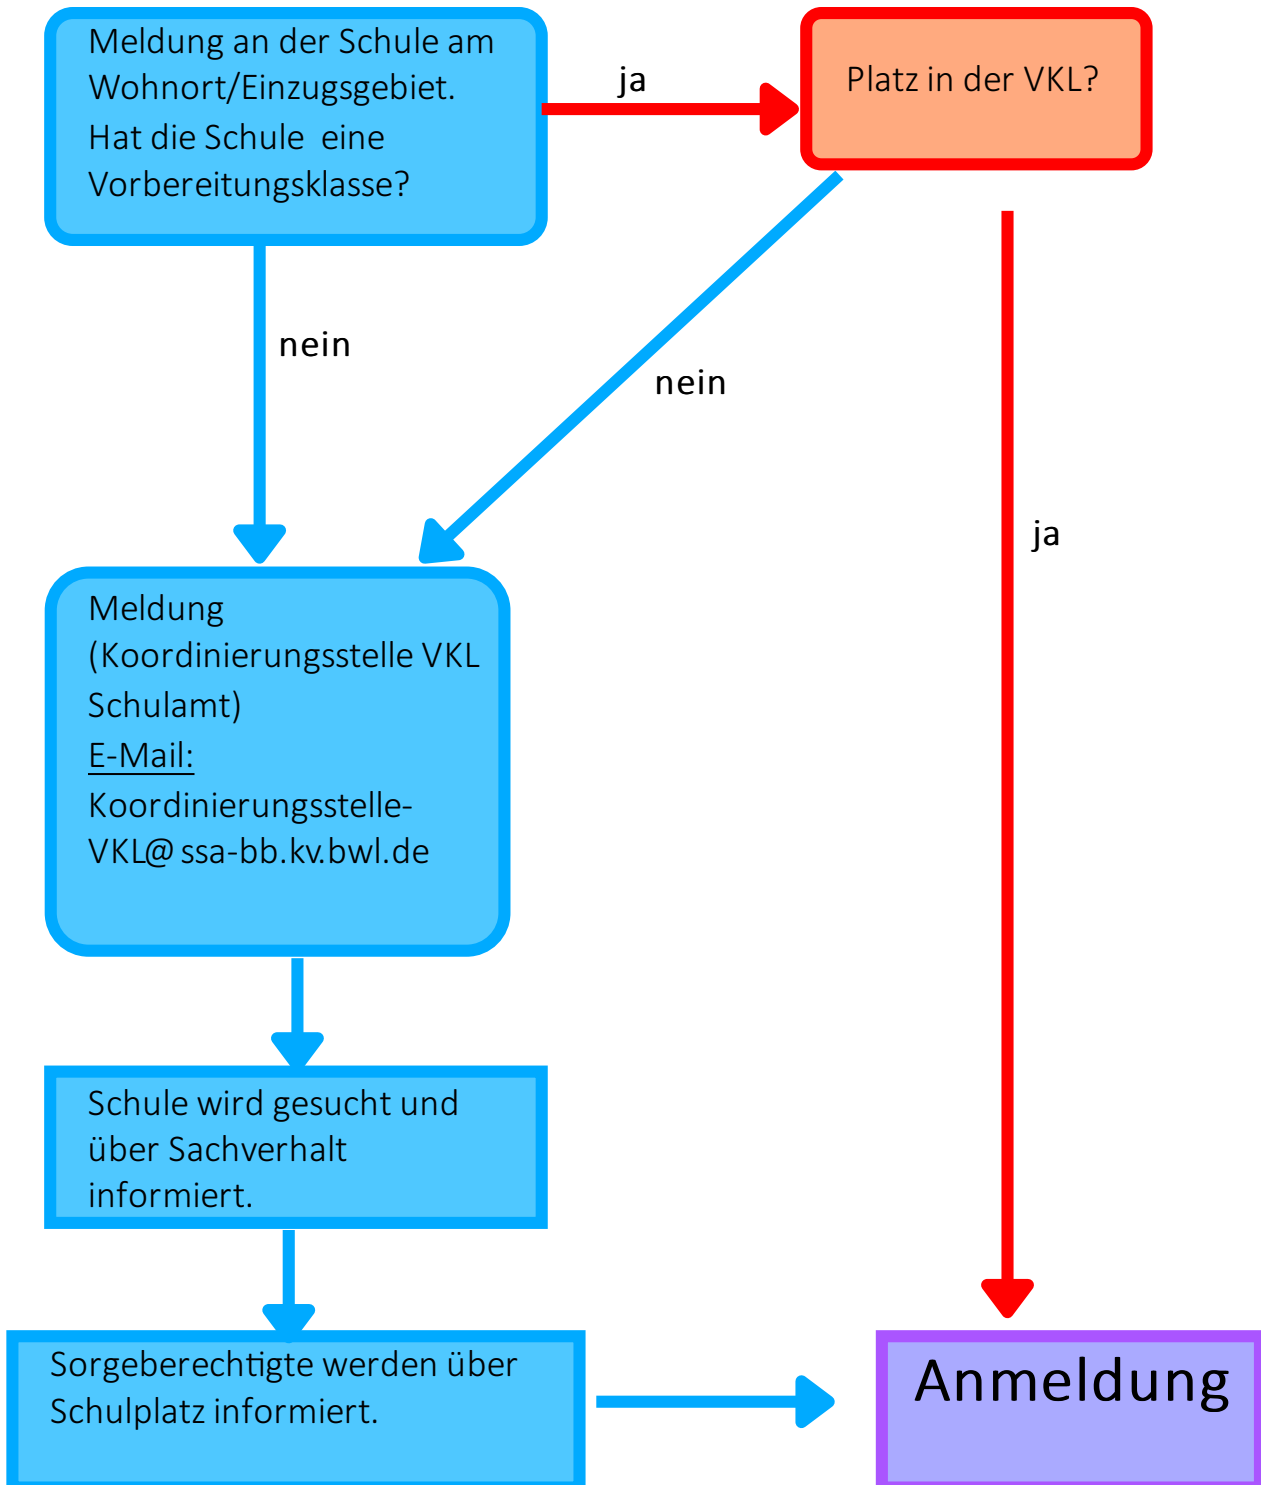 Meldung an der Schule am
Wohnort/Einzugsgebiet.
Hat die Schule eine
Vorbereitungsklasse?
ja
Platz in der VKL?
nein
nein
ja
Meldung
(Koordinierungsstelle VKL
Schulamt)
E-Mail:
Koordinierungsstelle-
VKL@ssa-bb.kv.bwl.de
Schule wird gesucht und
über Sachverhalt
informiert.
Sorgeberechtigte werden über
Schulplatz informiert.
Anmeldung